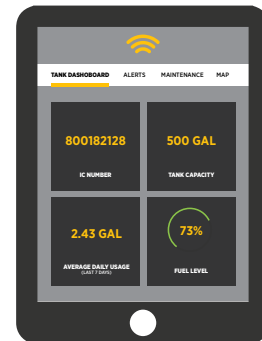 TANK DASHOBOARD ALERTS MAINTENANCE MAP
800182128
IC NUMBER
500 GAL
TANK CAPACITY
2.43 GAL
AVERAGE DAILY USAGE
(LAST 7 DAYS)
73%
FUEL LEVEL